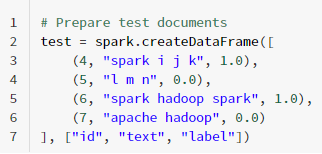 1 # Prepare test documents
2 test = spark.createDataFrame([
3     (4, "spark i j k", 1.0),
4     (5, "l m n", 0.0),
5     (6, "spark hadoop spark", 1.0),
6     (7, "apache hadoop", 0.0)
7 ], ["id", "text", "label"])